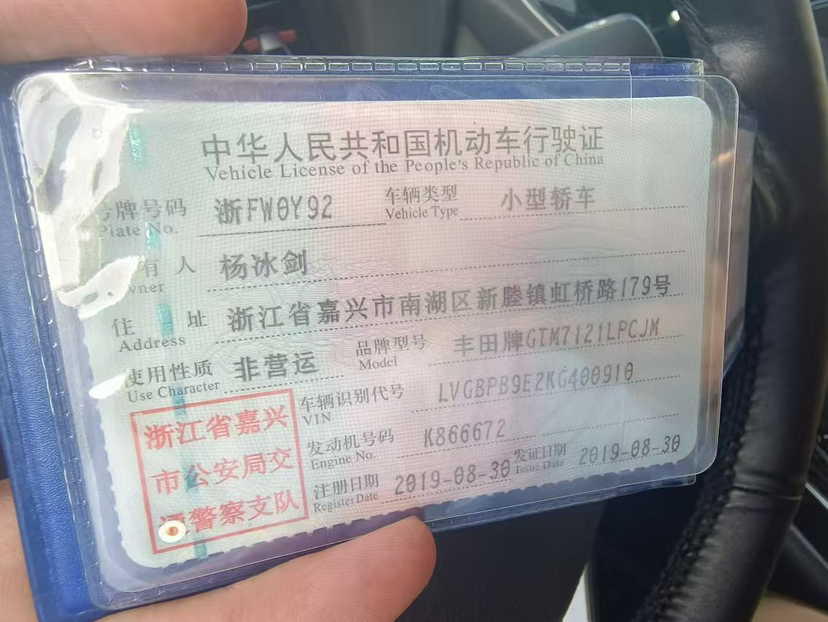 中华人民共和国机动车行驶证
Vehicle License of the People's Republic of China
号牌号码 浙FW0Y92 车辆类型 小型轿车
Plate No. Vehicle Type
有人 杨冰剑
wner
住址 浙江省嘉兴市南湖区新塍镇虹桥路179号
Address
使用性质 非营运 品牌型号 丰田牌GTM7121LPCJM
Use Character Model
车辆识别代号 LVGBPB9E2KG400910
VIN
发动机号码 K866672
Engine No.
注册日期 2019-08-30 发证日期 2019-08-30
Register Date Issue Date
浙江省嘉兴
市公安局交
警察支队